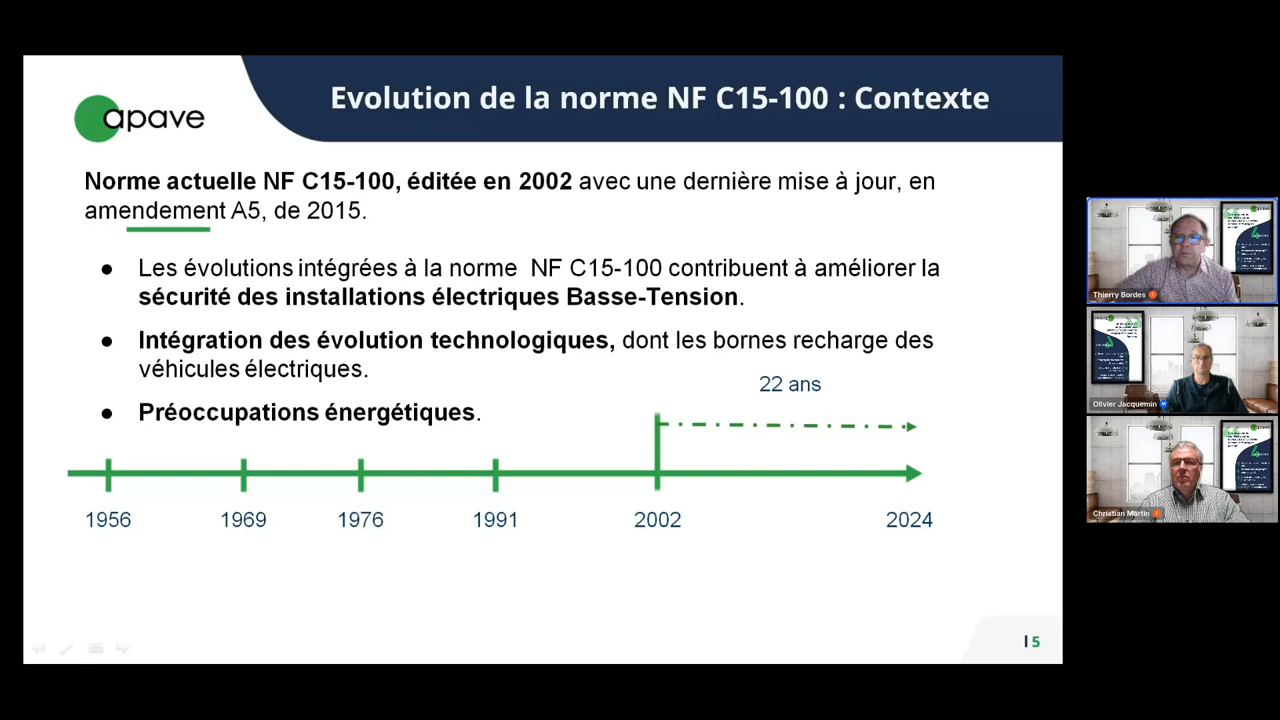 apave
Evolution de la norme NF C15-100 : Contexte
Norme actuelle NF C15-100, éditée en 2002 avec une dernière mise à jour, en
amendement A5, de 2015.
● Les évolutions intégrées à la norme NF C15-100 contribuent à améliorer la
sécurité des installations électriques Basse-Tension.
● Intégration des évolution technologiques, dont les bornes recharge des
véhicules électriques.
● Préoccupations énergétiques.
22 ans
1956 1969 1976 1991 2002 2024
5
Thierry Bordes
Olivier Jacquemin
Christian Martin